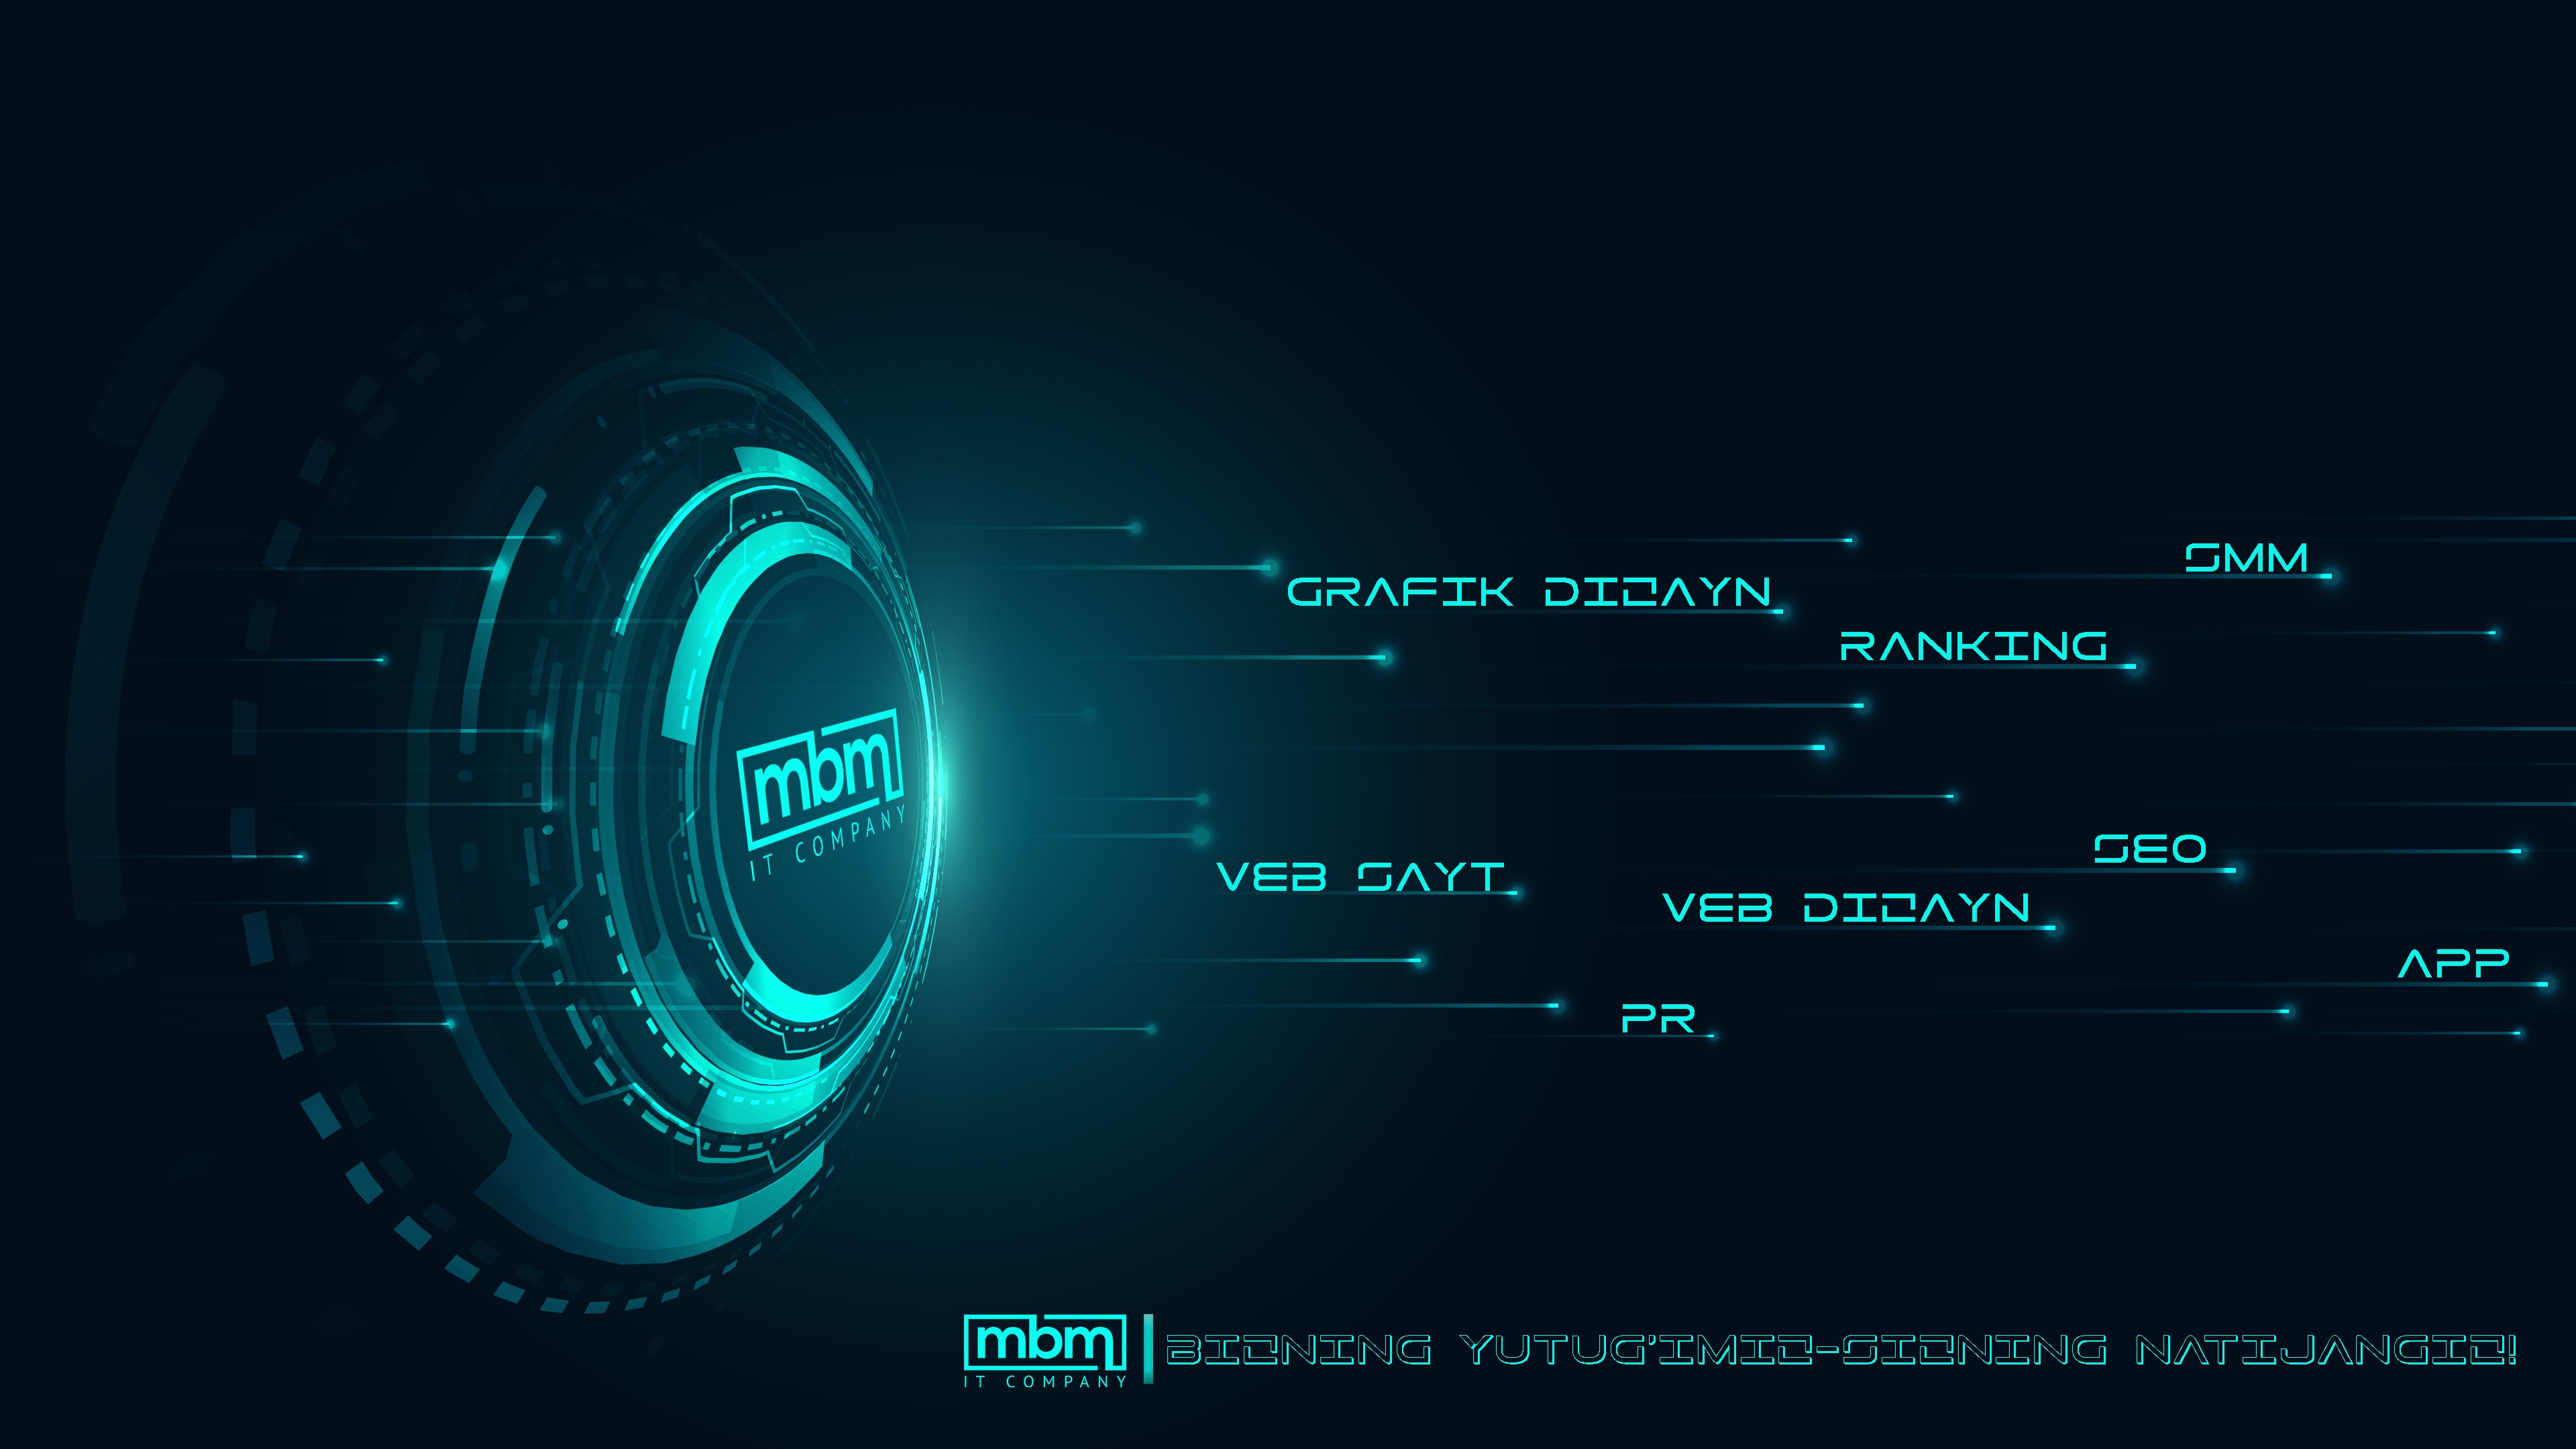 SMM
GRAFIK DIZAYN
RANKING
mbm
IT COMPANY
SEO
VEB SAYT
VEB DIZAYN
APP
PR
mbm
IT COMPANY
BIZNING YUTUG'IMIZ-SIZNING NATIJANGIZ!